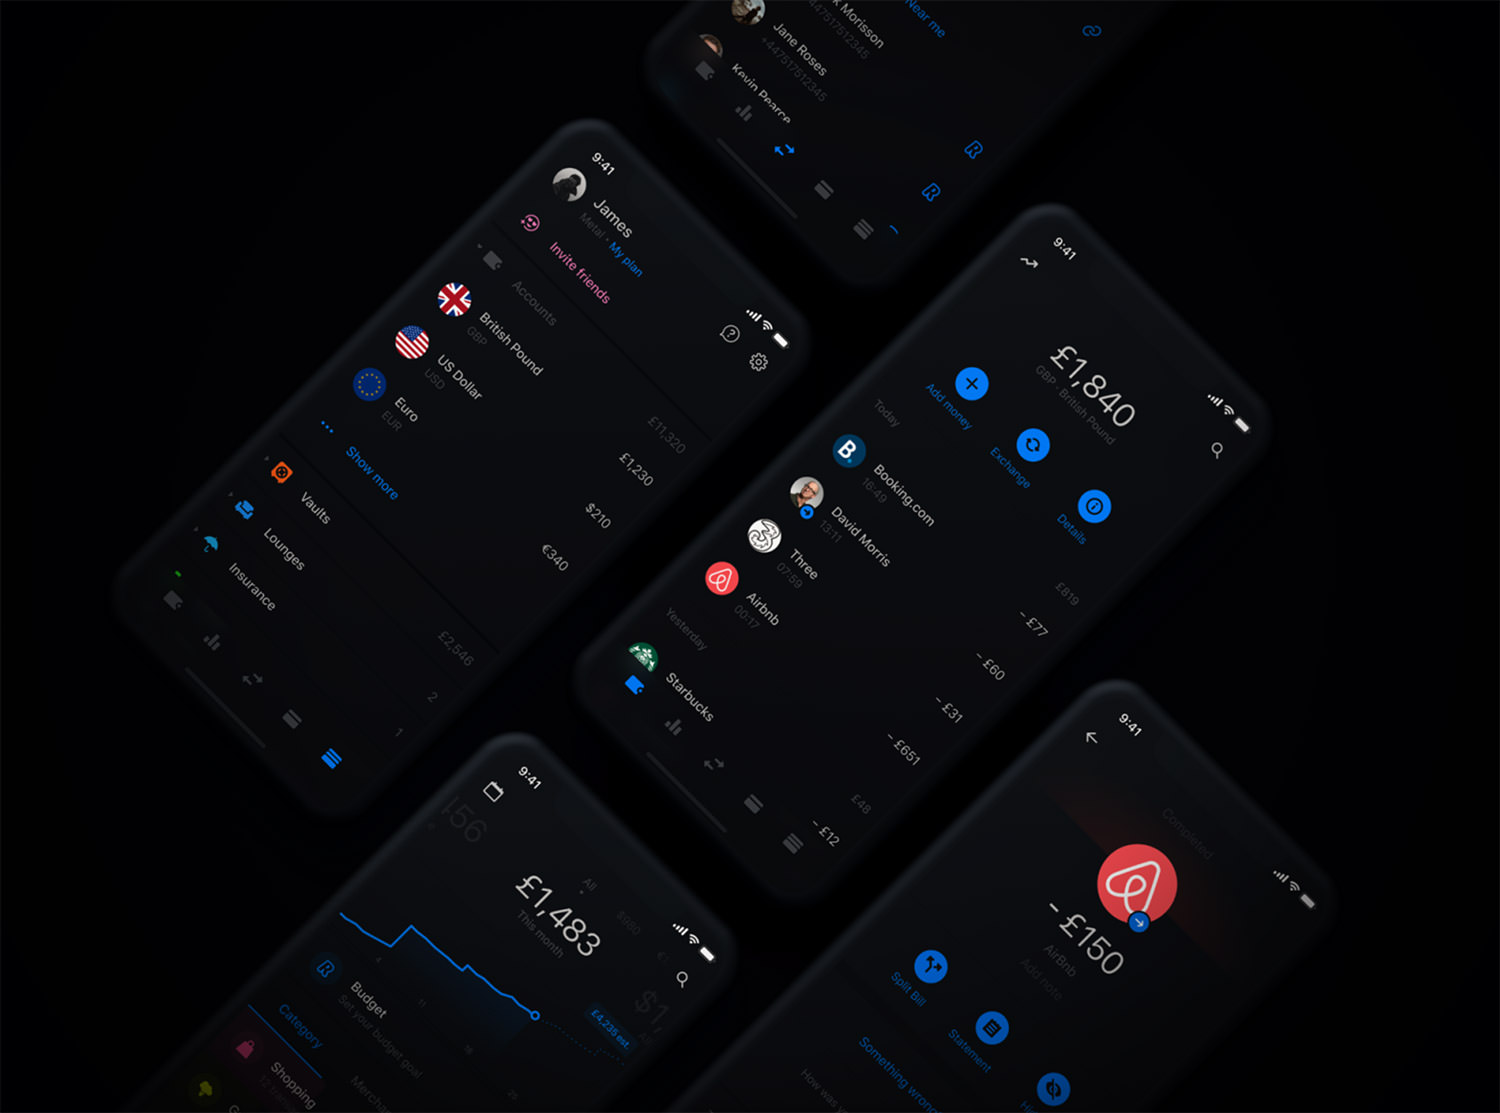 k Morisson
+447517512345
Jane Roses
+447517512345
Kevin Pearce
Near me
9:41
James
Metal · My plan
Invite friends
Accounts
£11,320
British Pound
GBP
£1,230
US Dollar
USD
$210
Euro
EUR
€340
Show more
Vaults
£2,546
Lounges
2
Insurance
1
9:41
£1,840
GBP · British Pound
Add money
Exchange
Details
Today
£819
B.
Booking.com
16:49
- £77
David Morris
13:11
- £60
Three
07:59
- £31
Airbnb
00:17
- £651
Yesterday
£48
Starbucks
- £12
9:41
156
All
£1,483
This month
4
11
18
25
£4,235 est.
Budget
Set your budget goal
Category
Mercha
Shopping
9:41
Completed
- £150
AirBnb
Add note
Split Bill
Statement
Something wrong
How was y